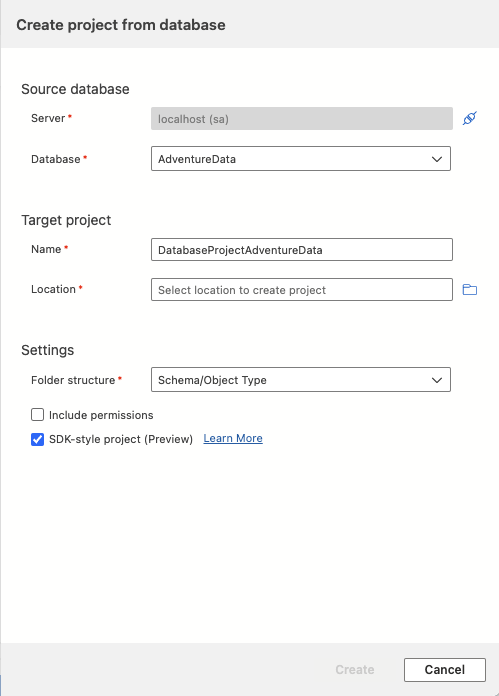 Create project from database
Source database
Server *
localhost (sa)
Database *
AdventureData
Target project
Name *
DatabaseProjectAdventureData
Location *
Select location to create project
Settings
Folder structure *
Schema/Object Type
Include permissions
SDK-style project (Preview) Learn More
Create Cancel